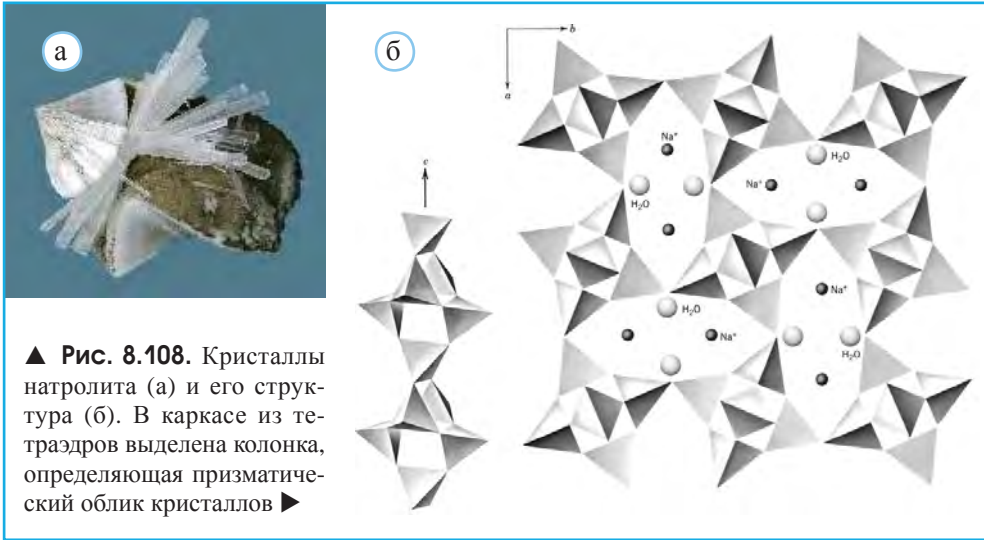 а
б
b
a
c
Na⁺
H₂O
H₂O
Na⁺
Na⁺
H₂O
Na⁺
H₂O
▲ Рис. 8.108. Кристаллы
натролита (а) и его струк-
тура (б). В каркасе из те-
траэдров выделена колонка,
определяющая призматиче-
ский облик кристаллов ▶